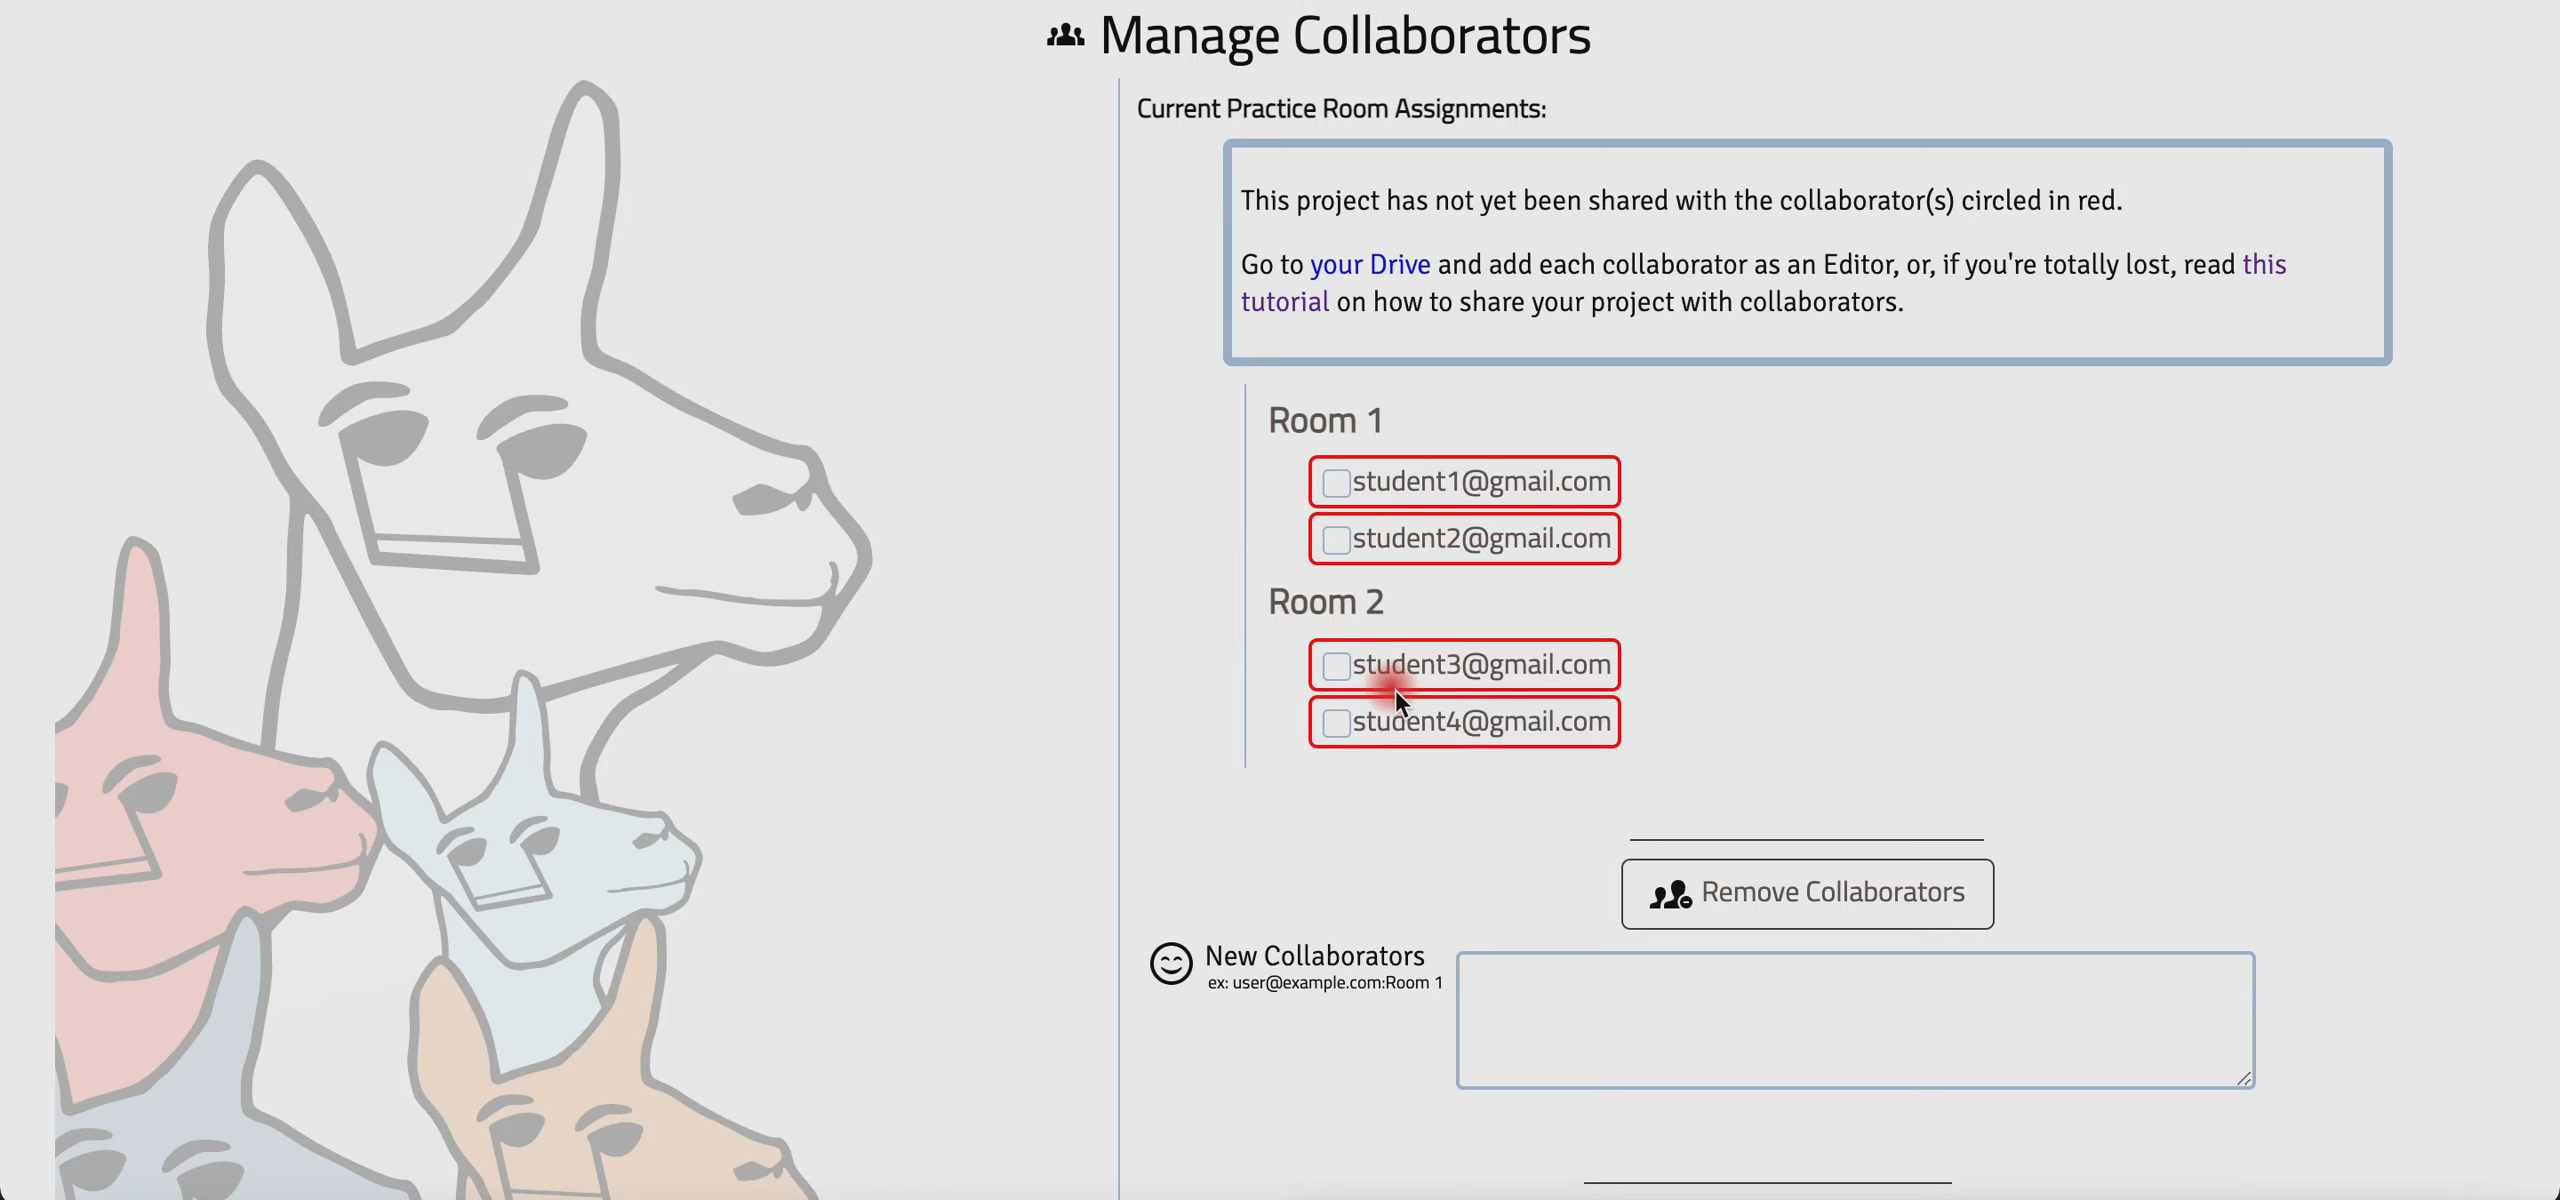 Manage Collaborators
Current Practice Room Assignments:
This project has not yet been shared with the collaborator(s) circled in red.
Go to your Drive and add each collaborator as an Editor, or, if you're totally lost, read this
tutorial on how to share your project with collaborators.
Room 1
student1@gmail.com
student2@gmail.com
Room 2
student3@gmail.com
student4@gmail.com
Remove Collaborators
New Collaborators
ex: user@example.com:Room 1